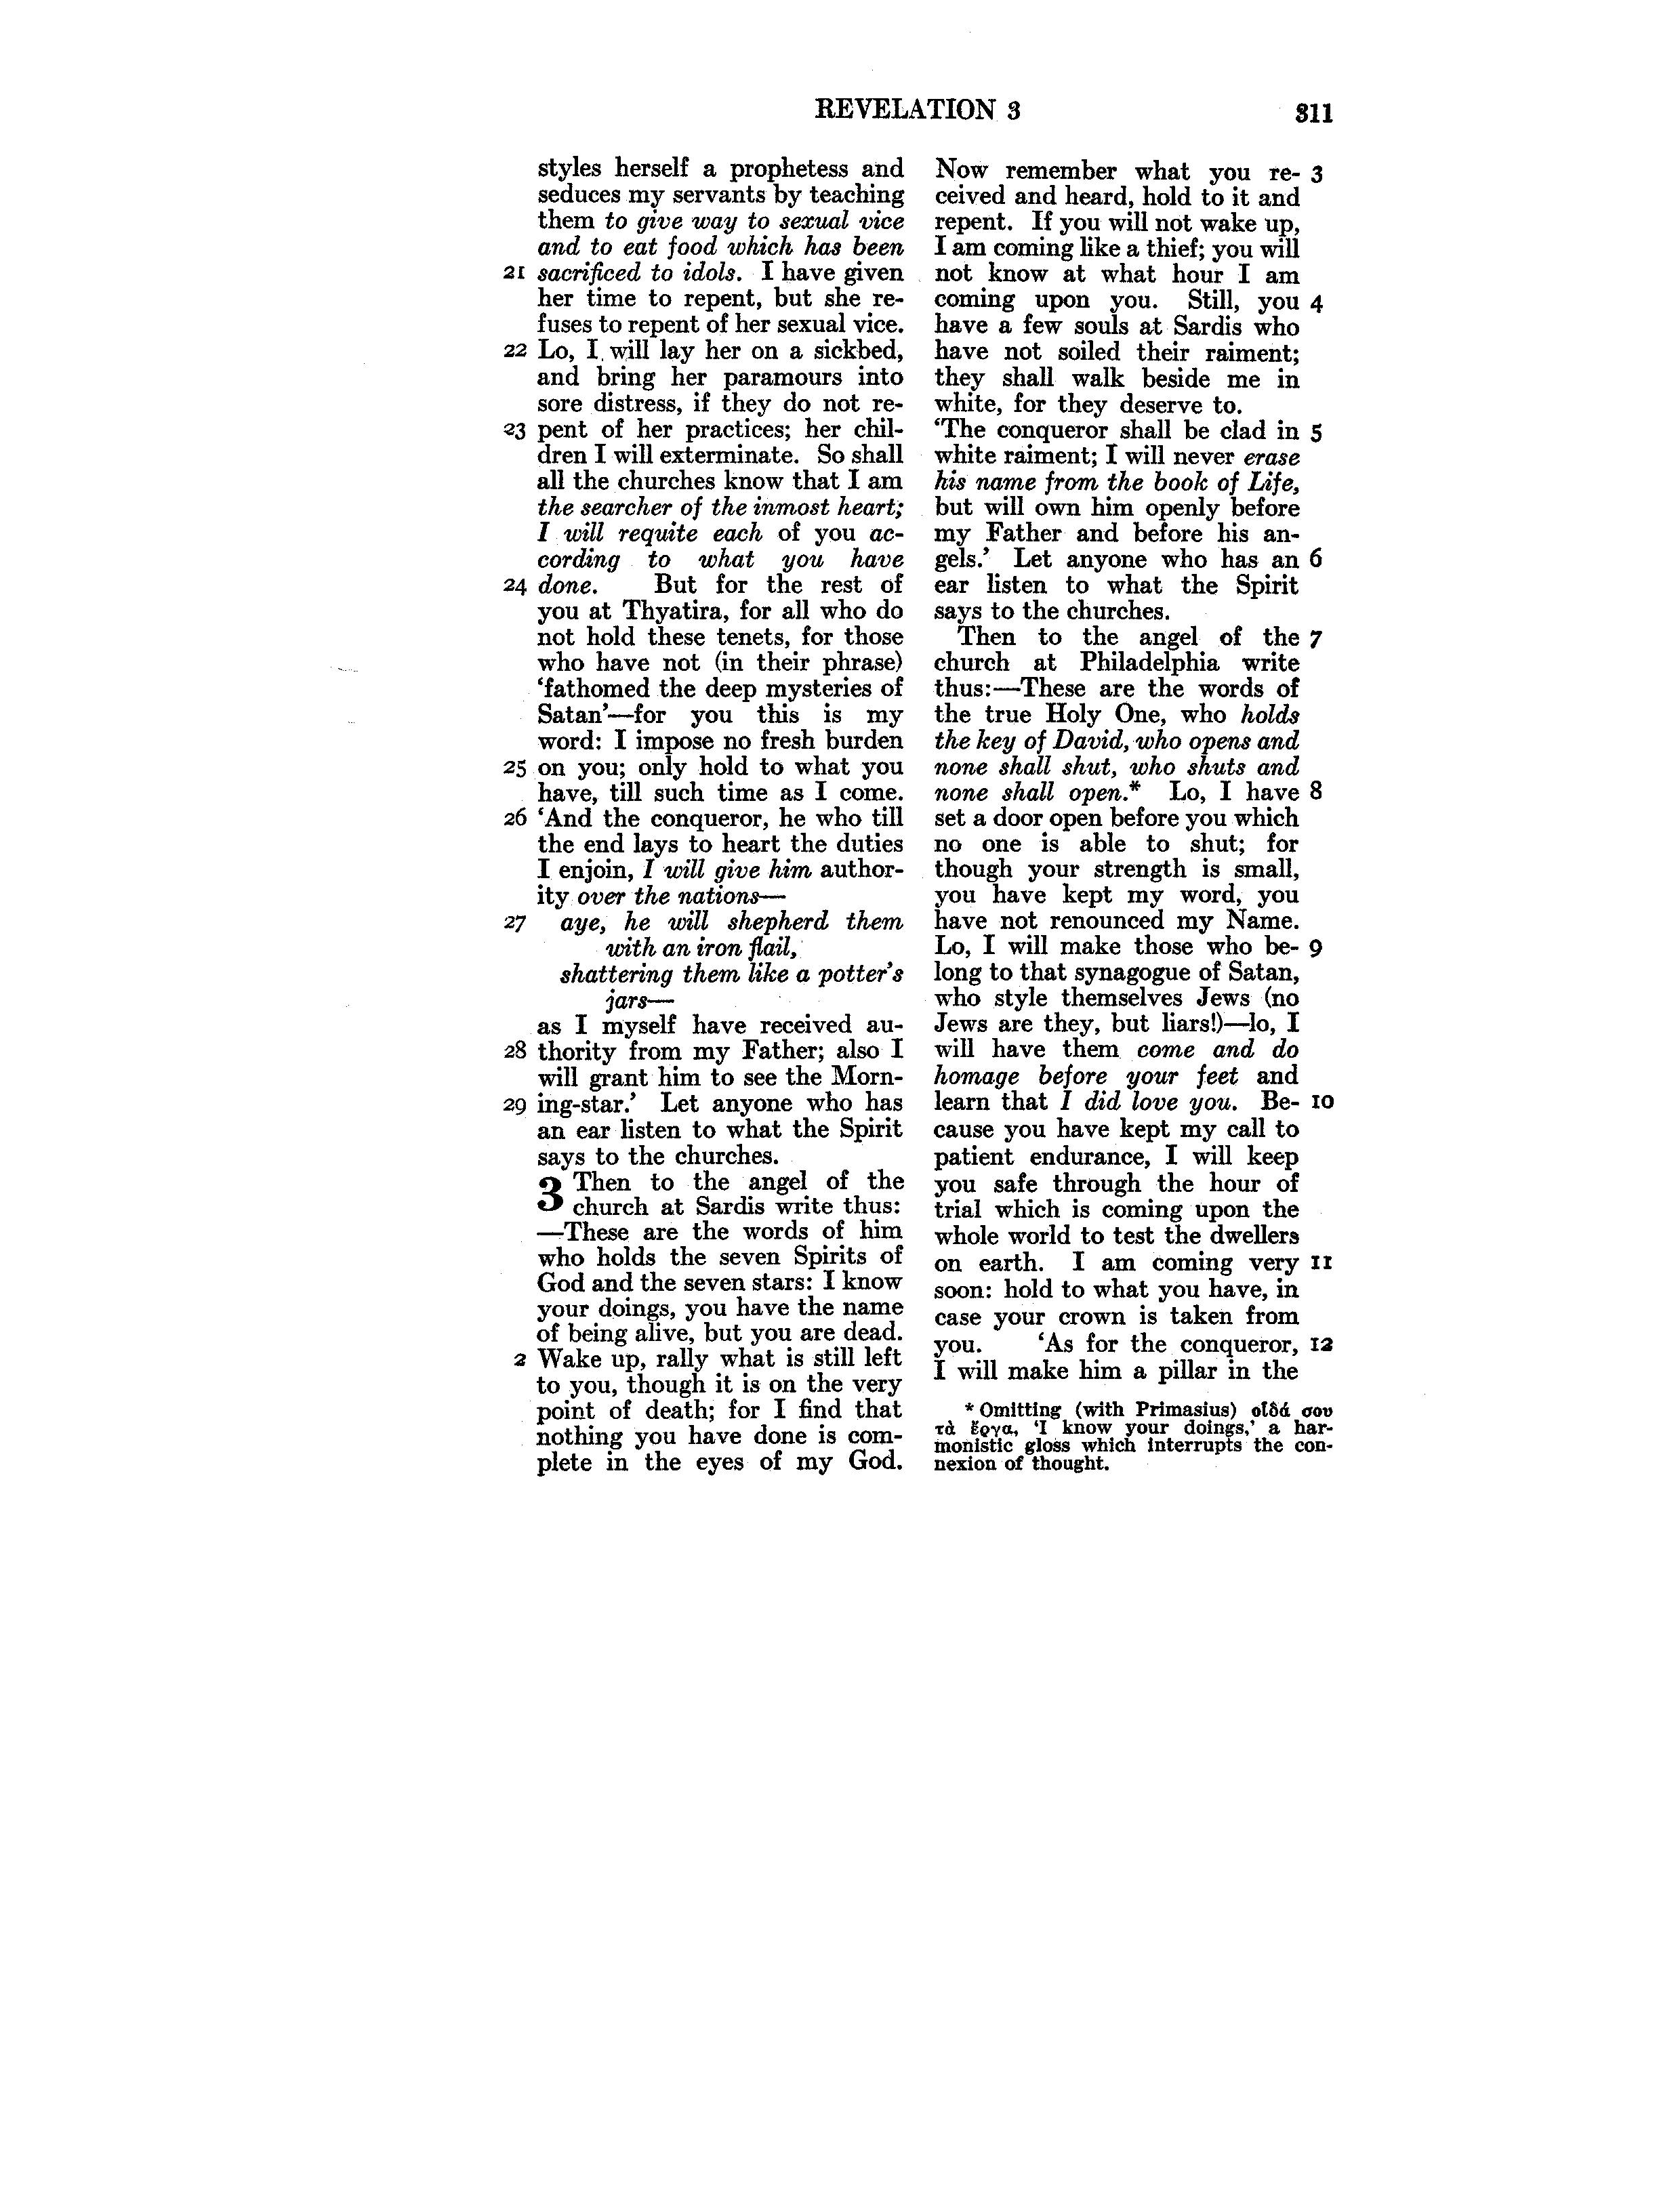 REVELATION 3 311
styles herself a prophetess and
seduces my servants by teaching
them to give way to sexual vice
and to eat food which has been
21 sacrificed to idols. I have given
her time to repent, but she re-
fuses to repent of her sexual vice.
22 Lo, I will lay her on a sickbed,
and bring her paramours into
sore distress, if they do not re-
23 pent of her practices; her chil-
dren I will exterminate. So shall
all the churches know that I am
the searcher of the inmost heart;
I will requite each of you ac-
cording to what you have
24 done. But for the rest of
you at Thyatira, for all who do
not hold these tenets, for those
who have not (in their phrase)
‘fathomed the deep mysteries of
Satan’—for you this is my
word: I impose no fresh burden
25 on you; only hold to what you
have, till such time as I come.
26 ‘And the conqueror, he who till
the end lays to heart the duties
I enjoin, I will give him author-
ity over the nations—
27 aye, he will shepherd them
with an iron flail,
shattering them like a potter’s
jars—
as I myself have received au-
28 thority from my Father; also I
will grant him to see the Morn-
29 ing-star.’ Let anyone who has
an ear listen to what the Spirit
says to the churches.
3 Then to the angel of the
church at Sardis write thus:
—These are the words of him
who holds the seven Spirits of
God and the seven stars: I know
your doings, you have the name
of being alive, but you are dead.
2 Wake up, rally what is still left
to you, though it is on the very
point of death; for I find that
nothing you have done is com-
plete in the eyes of my God.
Now remember what you re- 3
ceived and heard, hold to it and
repent. If you will not wake up,
I am coming like a thief; you will
not know at what hour I am
coming upon you. Still, you 4
have a few souls at Sardis who
have not soiled their raiment;
they shall walk beside me in
white, for they deserve to.
‘The conqueror shall be clad in 5
white raiment; I will never erase
his name from the book of Life,
but will own him openly before
my Father and before his an-
gels.’ Let anyone who has an 6
ear listen to what the Spirit
says to the churches.
Then to the angel of the 7
church at Philadelphia write
thus:—These are the words of
the true Holy One, who holds
the key of David, who opens and
none shall shut, who shuts and
none shall open.* Lo, I have 8
set a door open before you which
no one is able to shut; for
though your strength is small,
you have kept my word, you
have not renounced my Name.
Lo, I will make those who be- 9
long to that synagogue of Satan,
who style themselves Jews (no
Jews are they, but liars!)—lo, I
will have them come and do
homage before your feet and
learn that I did love you. Be- 10
cause you have kept my call to
patient endurance, I will keep
you safe through the hour of
trial which is coming upon the
whole world to test the dwellers
on earth. I am coming very 11
soon: hold to what you have, in
case your crown is taken from
you. ‘As for the conqueror, 12
I will make him a pillar in the
* Omitting (with Primasius) οἶδά σου
τὰ ἔργα, ‘I know your doings,’ a har-
monistic gloss which interrupts the con-
nexion of thought.